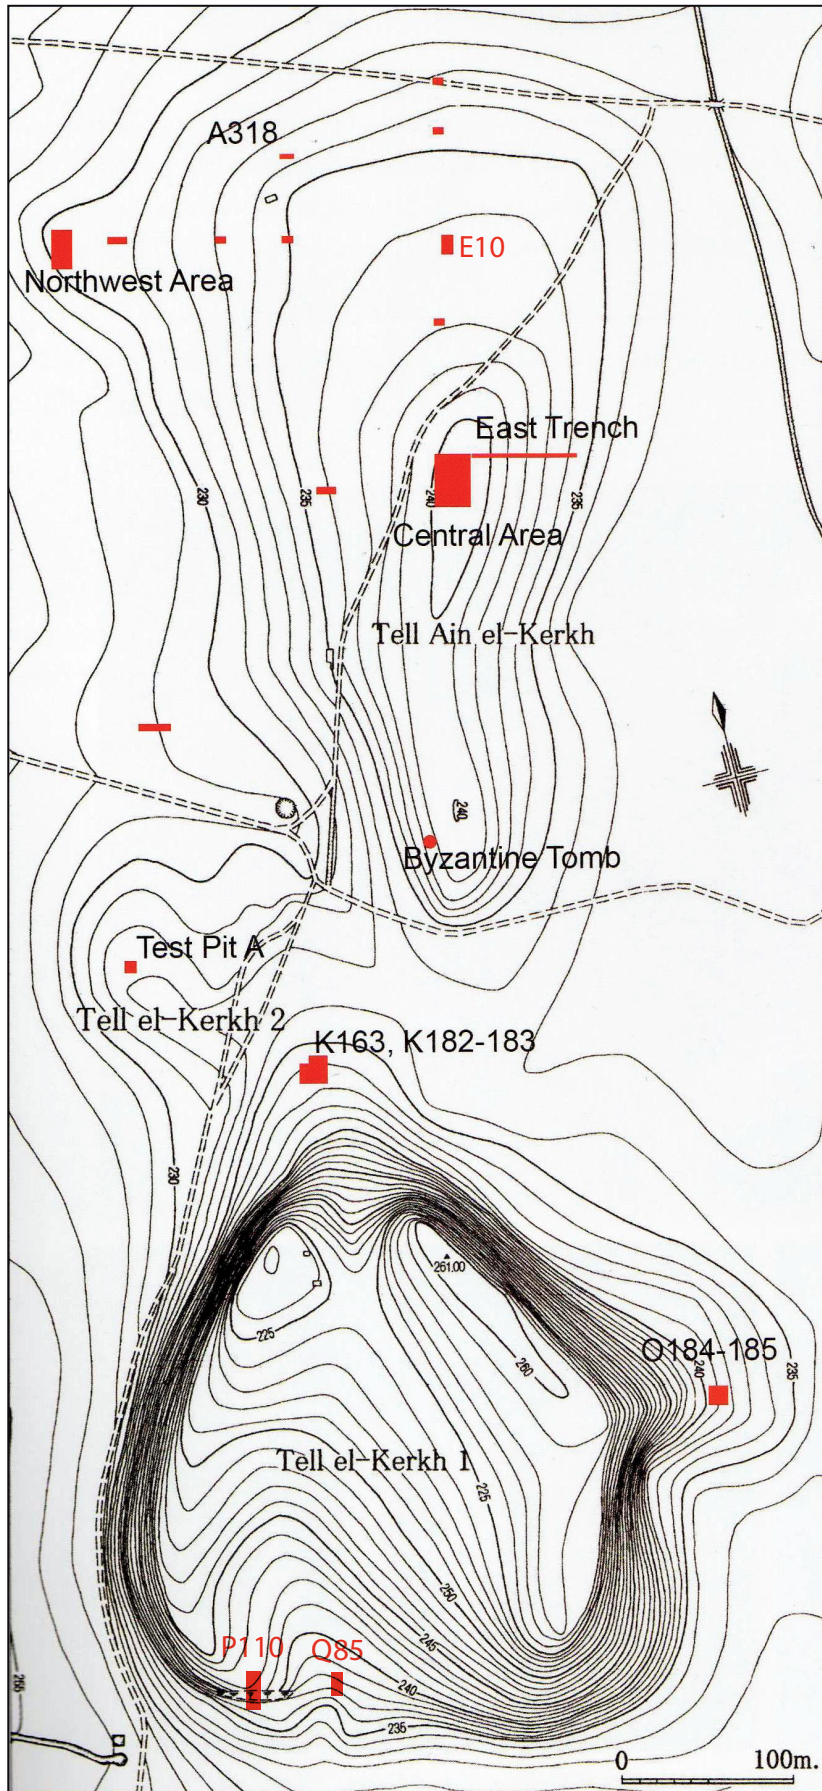 A318
E10
Northwest Area
East Trench
230
235
240
235
Central Area
Tell Ain el-Kerkh
240
Byzantine Tomb
Test Pit A
Tell el-Kerkh 2
K163, K182-183
230
261.00
225
260
O184-185
240
235
Tell el-Kerkh 1
225
250
245
P110
Q85
240
235
0 100m.